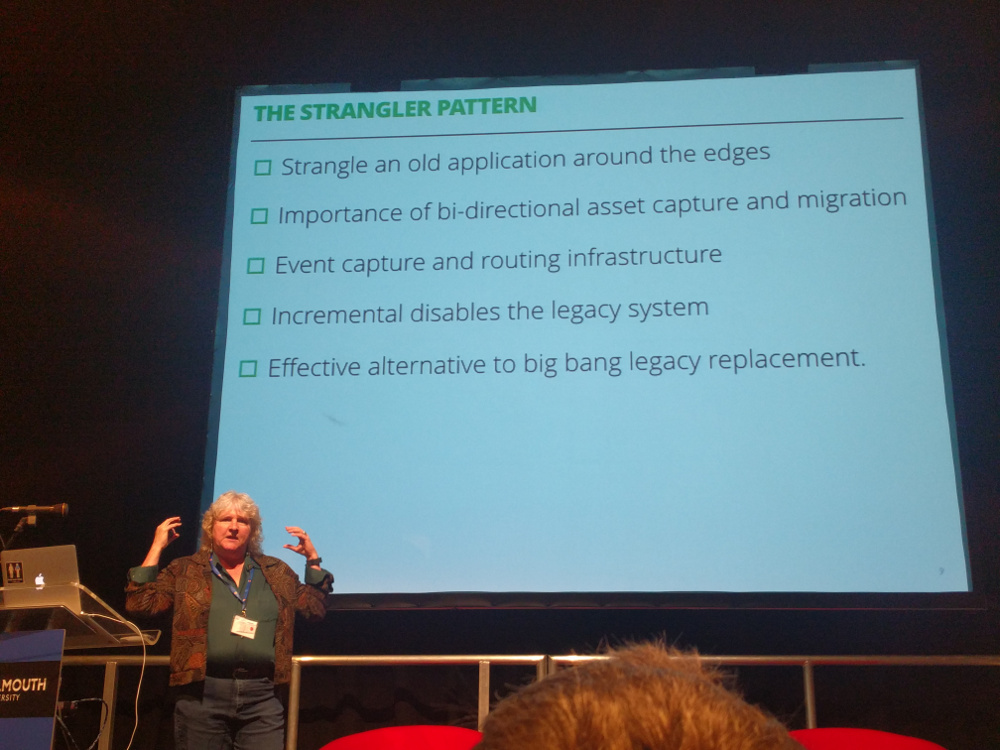 THE STRANGLER PATTERN
Strangle an old application around the edges
Importance of bi-directional asset capture and migration
Event capture and routing infrastructure
Incremental disables the legacy system
Effective alternative to big bang legacy replacement.